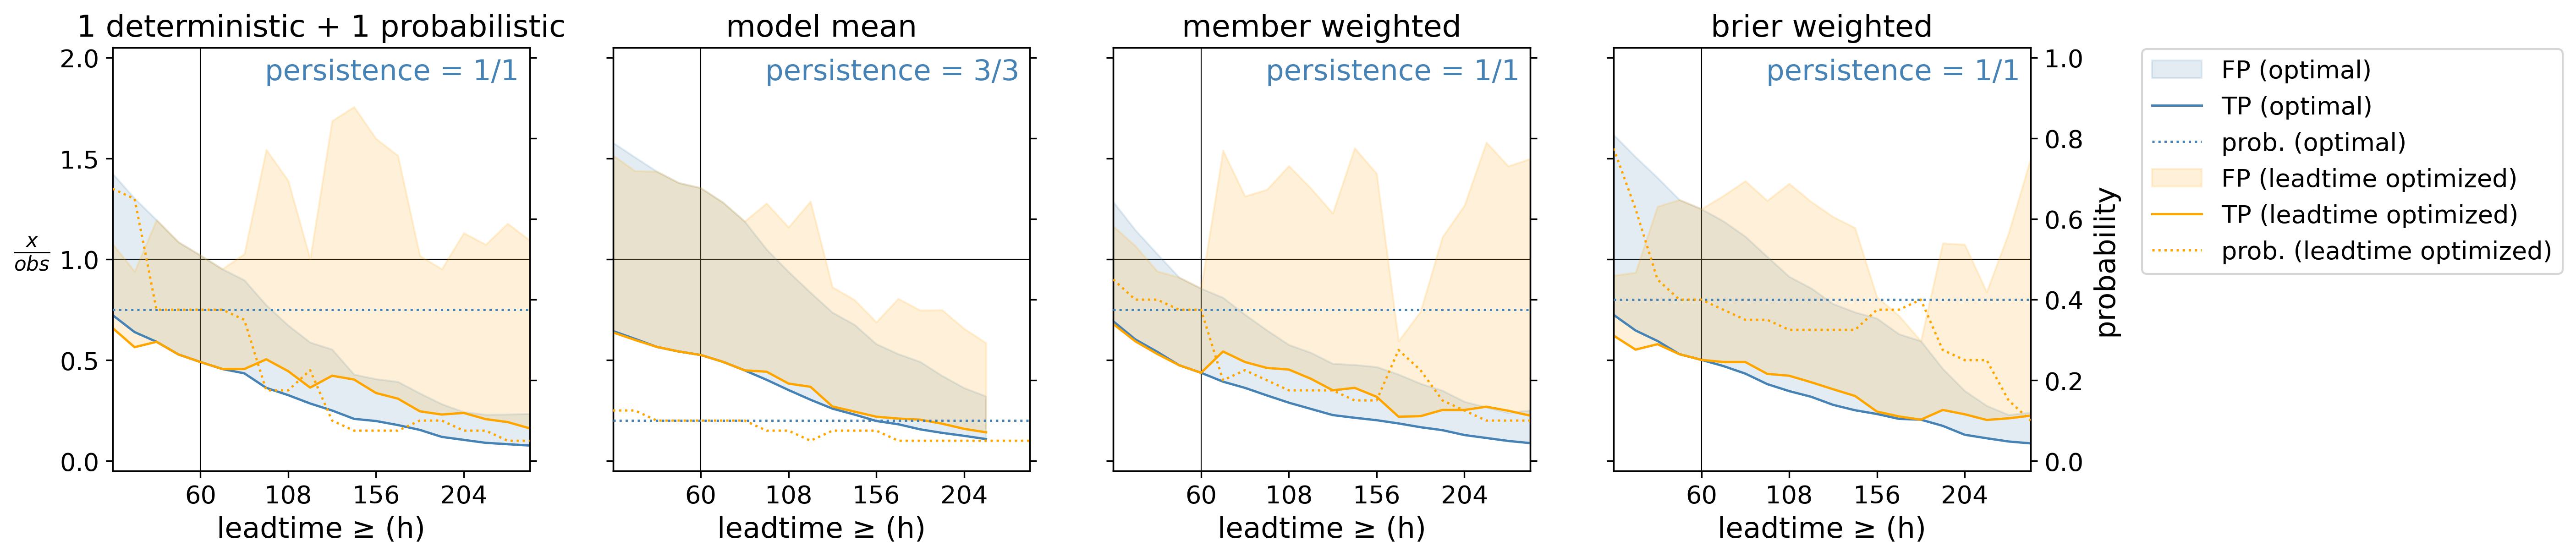 1 deterministic + 1 probabilistic
model mean
member weighted
brier weighted
persistence = 1/1
persistence = 3/3
persistence = 1/1
persistence = 1/1
2.0
1.5
1.0
0.5
0.0
x
obs
1.0
0.8
0.6
0.4
0.2
0.0
probability
60 108 156 204
60 108 156 204
60 108 156 204
60 108 156 204
leadtime ≥ (h)
leadtime ≥ (h)
leadtime ≥ (h)
leadtime ≥ (h)
FP (optimal)
TP (optimal)
prob. (optimal)
FP (leadtime optimized)
TP (leadtime optimized)
prob. (leadtime optimized)